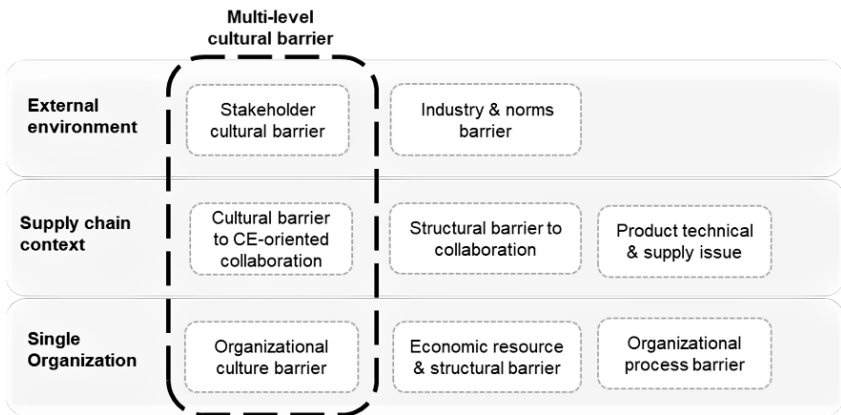 Multi-level
cultural barrier
External
environment
Stakeholder
cultural barrier
Industry & norms
barrier
Supply chain
context
Cultural barrier
to CE-oriented
collaboration
Structural barrier to
collaboration
Product technical
& supply issue
Single
Organization
Organizational
culture barrier
Economic resource
& structural barrier
Organizational
process barrier